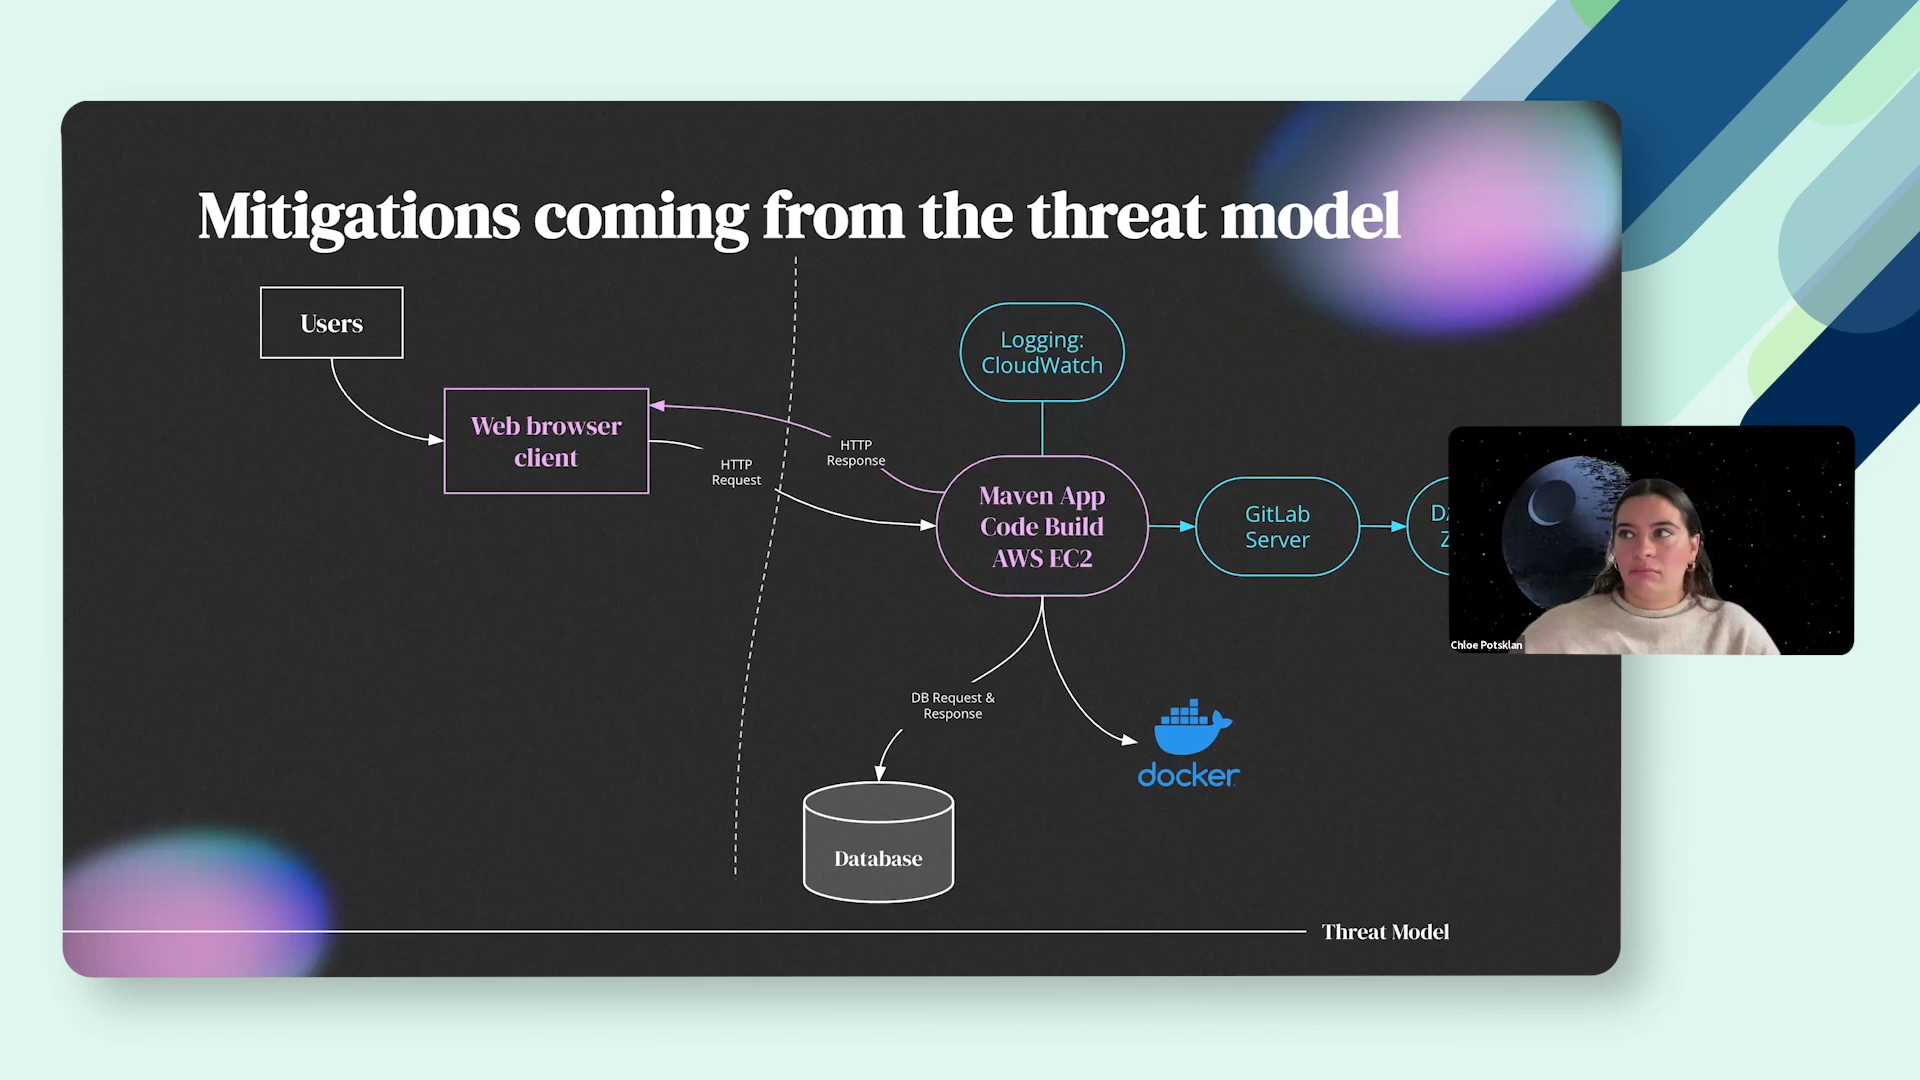 Mitigations coming from the threat model
Users
Web browser
client
HTTP
Request
HTTP
Response
Logging:
CloudWatch
Maven App
Code Build
AWS EC2
GitLab
Server
DB Request &
Response
docker
Database
Chloe Potsklan
Threat Model